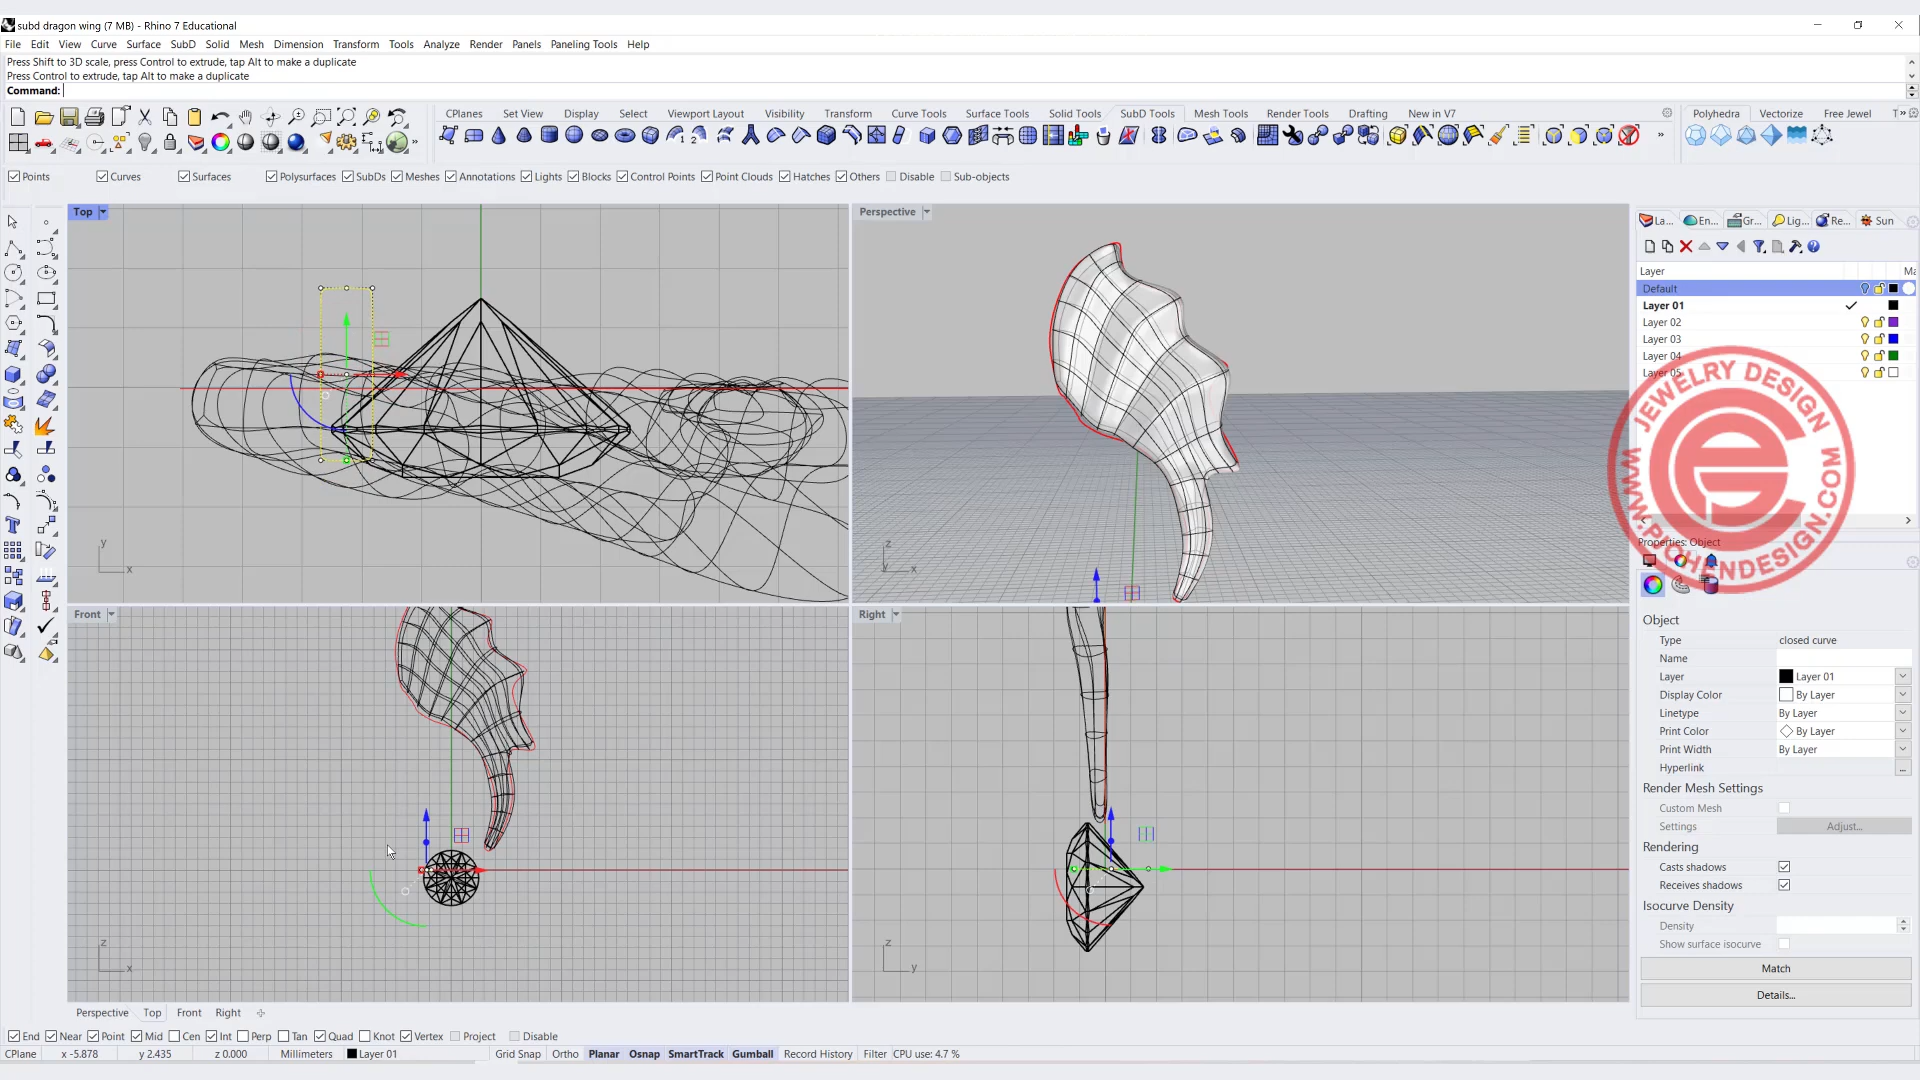 subd dragon wing (7 MB) - Rhino 7 Educational
File Edit View Curve Surface SubD Solid Mesh Dimension Transform Tools Analyze Render Panels Paneling Tools Help
Press Shift to 3D scale, press Control to extrude, tap Alt to make a duplicate
Press Control to extrude, tap Alt to make a duplicate
Command:
CPlanes Set View Display Select Viewport Layout Visibility Transform Curve Tools Surface Tools Solid Tools SubD Tools Mesh Tools Render Tools Drafting New in V7
Polyhedra Vectorize Free Jewel T
Points Curves Surfaces Polysurfaces SubDs Meshes Annotations Lights Blocks Control Points Point Clouds Hatches Others Disable Sub-objects
Top
y
x
Perspective
z
y
x
Front
z
x
Right
z
y
La... En... Gr... Lig... Re... Sun
Layer Ma
Default
Layer 01
Layer 02
Layer 03
Layer 04
Layer 05
JEWELRY DESIGN
WWW.PJCHENDESIGN.COM
Properties: Object
Object
Type closed curve
Name
Layer Layer 01
Display Color By Layer
Linetype By Layer
Print Color By Layer
Print Width By Layer
Hyperlink ...
Render Mesh Settings
Custom Mesh
Settings Adjust...
Rendering
Casts shadows
Receives shadows
Isocurve Density
Density
Show surface isocurve
Match
Details...
Perspective Top Front Right
End Near Point Mid Cen Int Perp Tan Quad Knot Vertex Project Disable
CPlane x -5.878 y 2.435 z 0.000 Millimeters Layer 01 Grid Snap Ortho Planar Osnap SmartTrack Gumball Record History Filter CPU use: 4.7 %